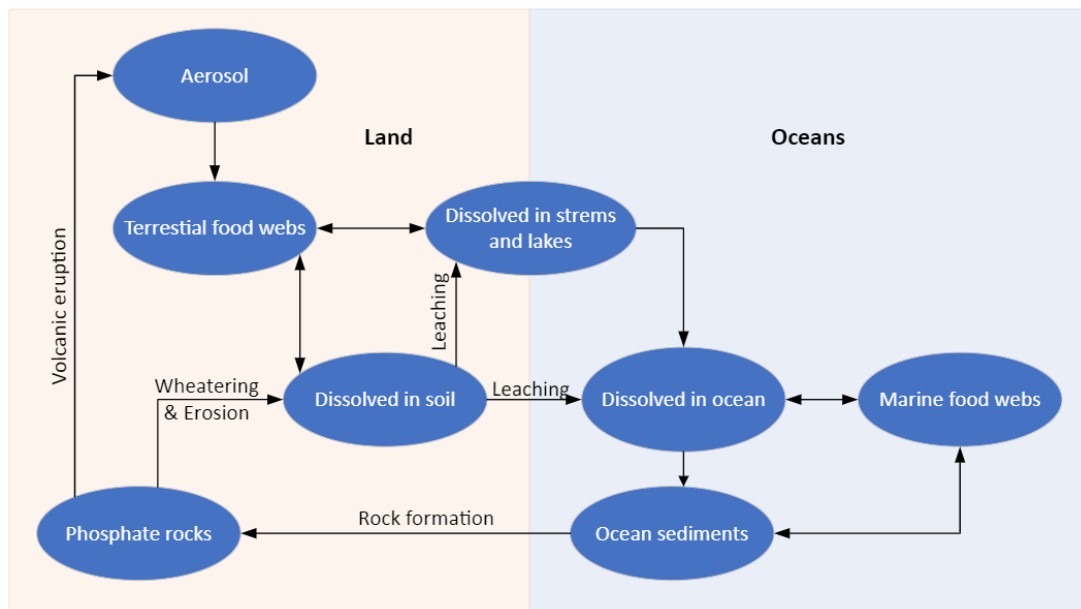 Aerosol
Land
Oceans
Terrestial food webs
Dissolved in strems
and lakes
Volcanic eruption
Leaching
Wheatering
& Erosion
Dissolved in soil
Leaching
Dissolved in ocean
Marine food webs
Phosphate rocks
Rock formation
Ocean sediments